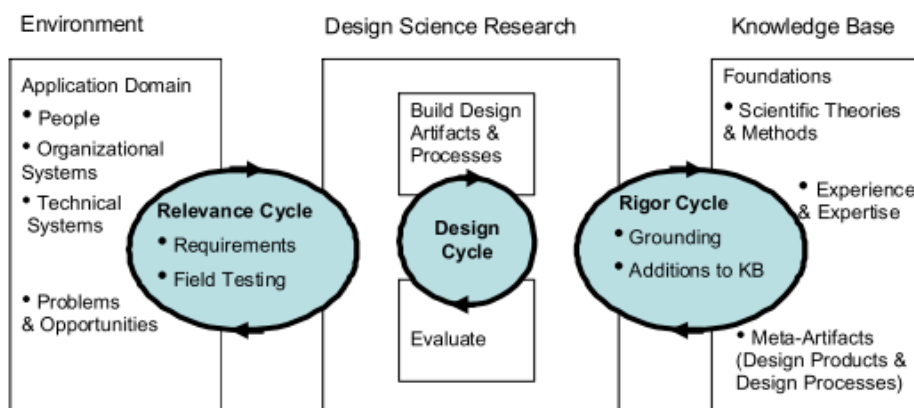 Environment
Design Science Research
Knowledge Base
Application Domain
• People
• Organizational
Systems
• Technical
Systems
• Problems
& Opportunities
Relevance Cycle
• Requirements
• Field Testing
Build Design
Artifacts &
Processes
Design
Cycle
Evaluate
Rigor Cycle
• Grounding
• Additions to KB
Foundations
• Scientific Theories
& Methods
• Experience
& Expertise
• Meta-Artifacts
(Design Products &
Design Processes)